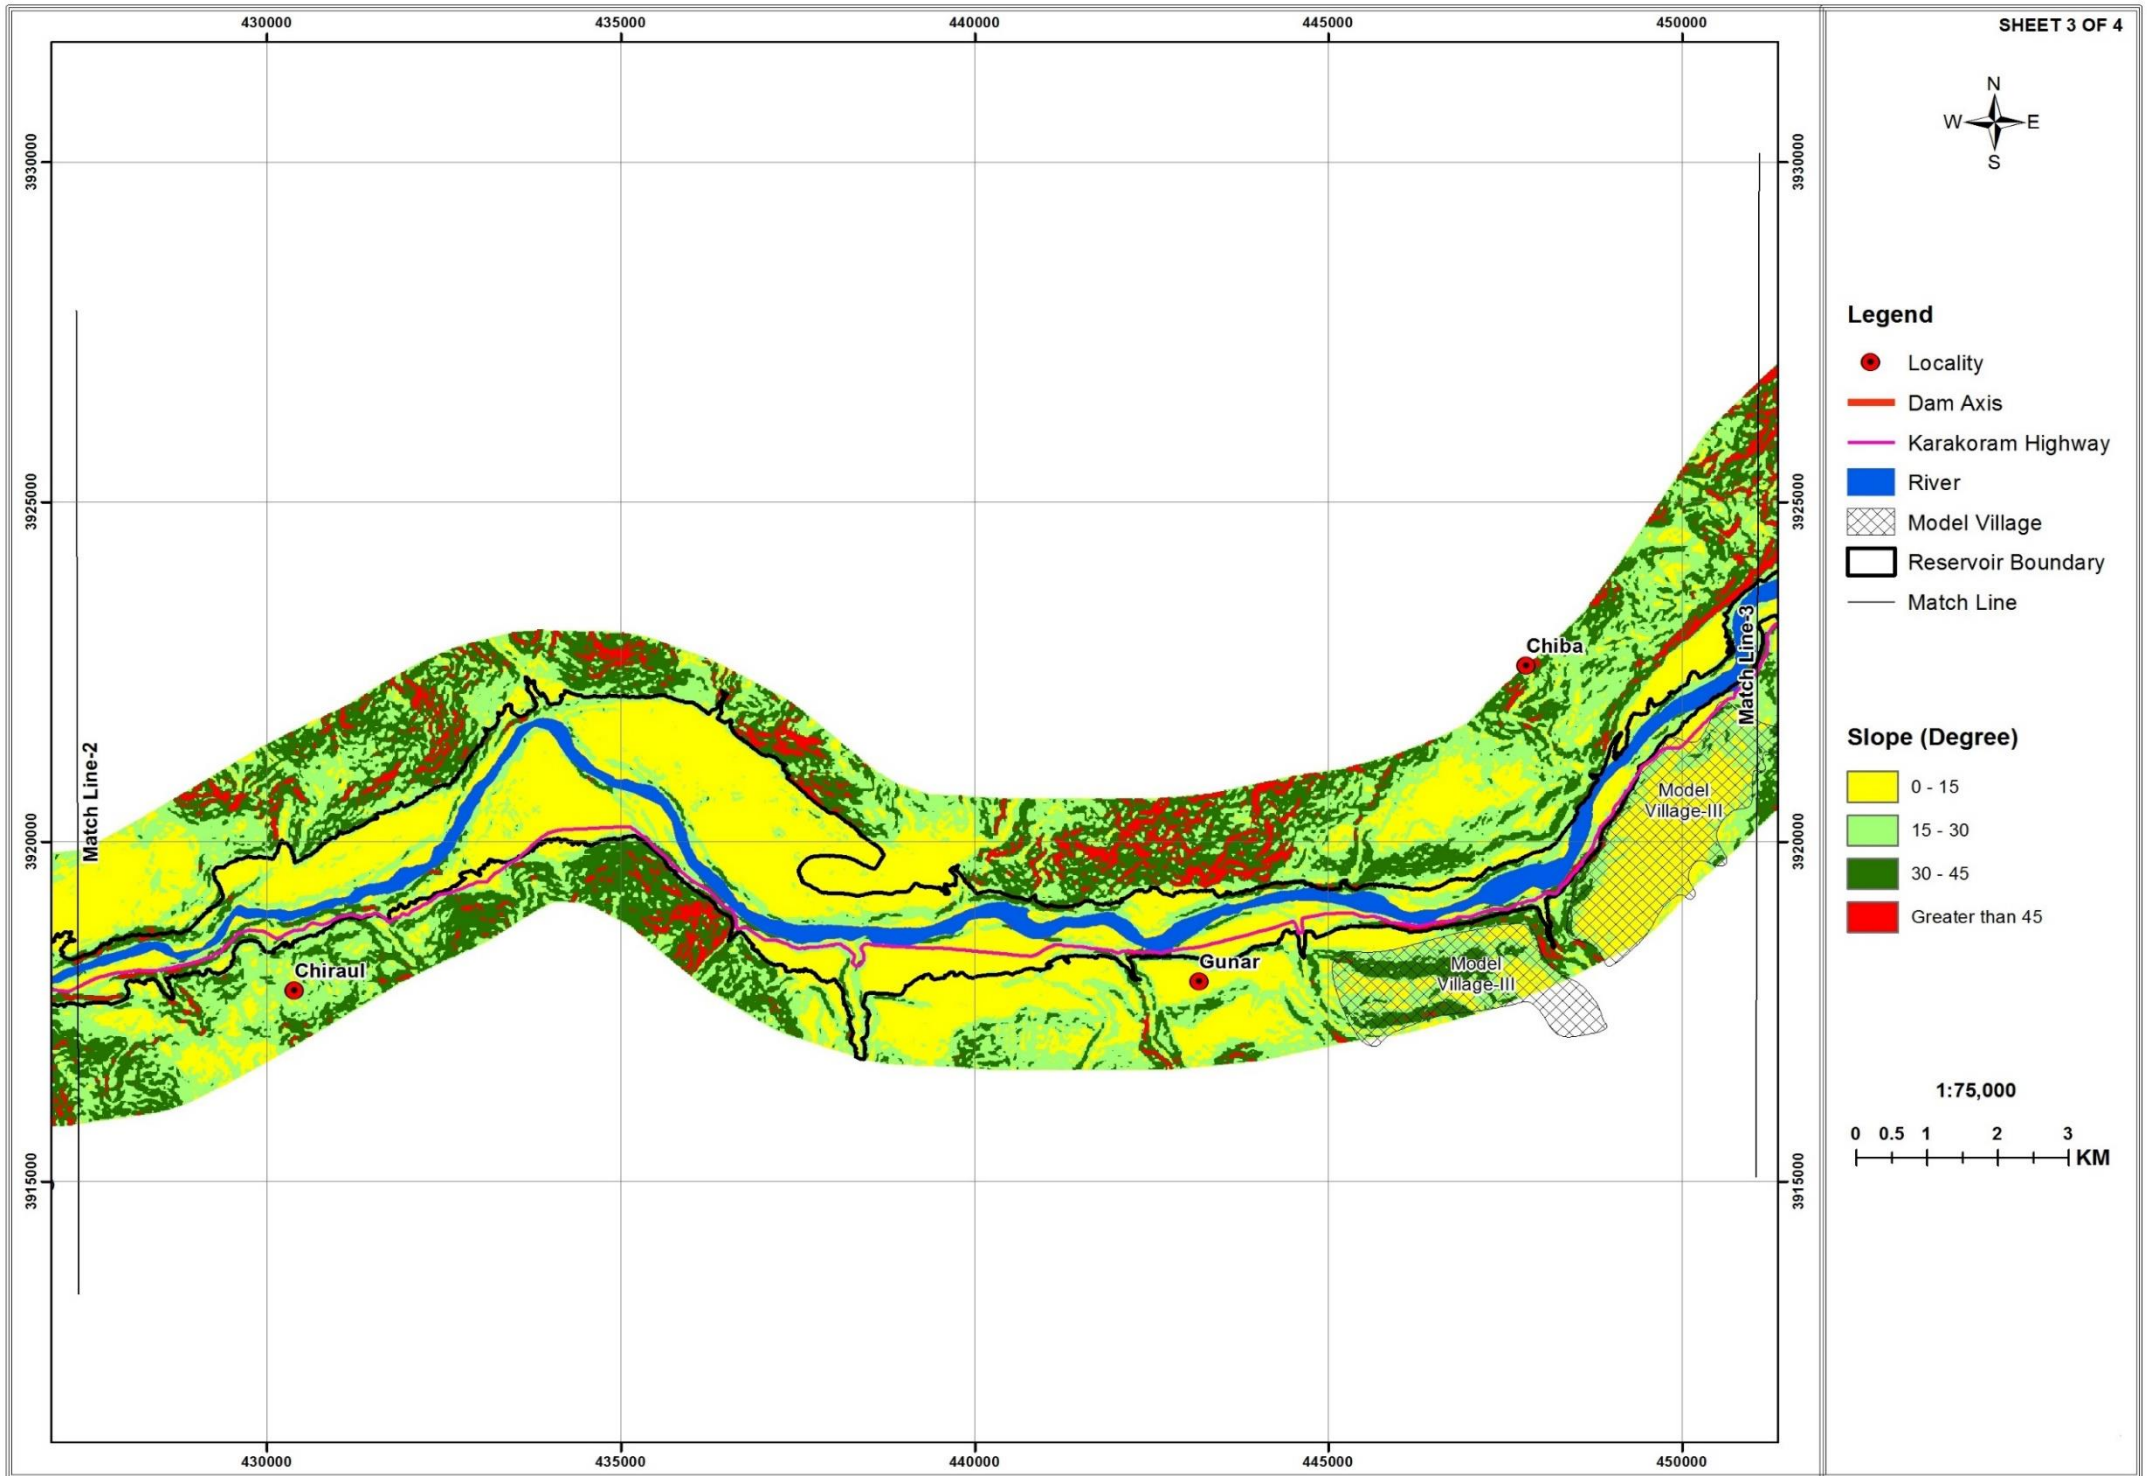 430000 435000 440000 445000 450000
SHEET 3 OF 4
N
W E
S
3930000 3930000
3925000 3925000
3920000 3920000
3915000 3915000
Match Line-2
Match Line-3
Chiba
Chiraul
Gunar
Model
Village-III
Model
Village-III
Legend
Locality
Dam Axis
Karakoram Highway
River
Model Village
Reservoir Boundary
Match Line
Slope (Degree)
0 - 15
15 - 30
30 - 45
Greater than 45
1:75,000
0 0.5 1 2 3
KM
430000 435000 440000 445000 450000